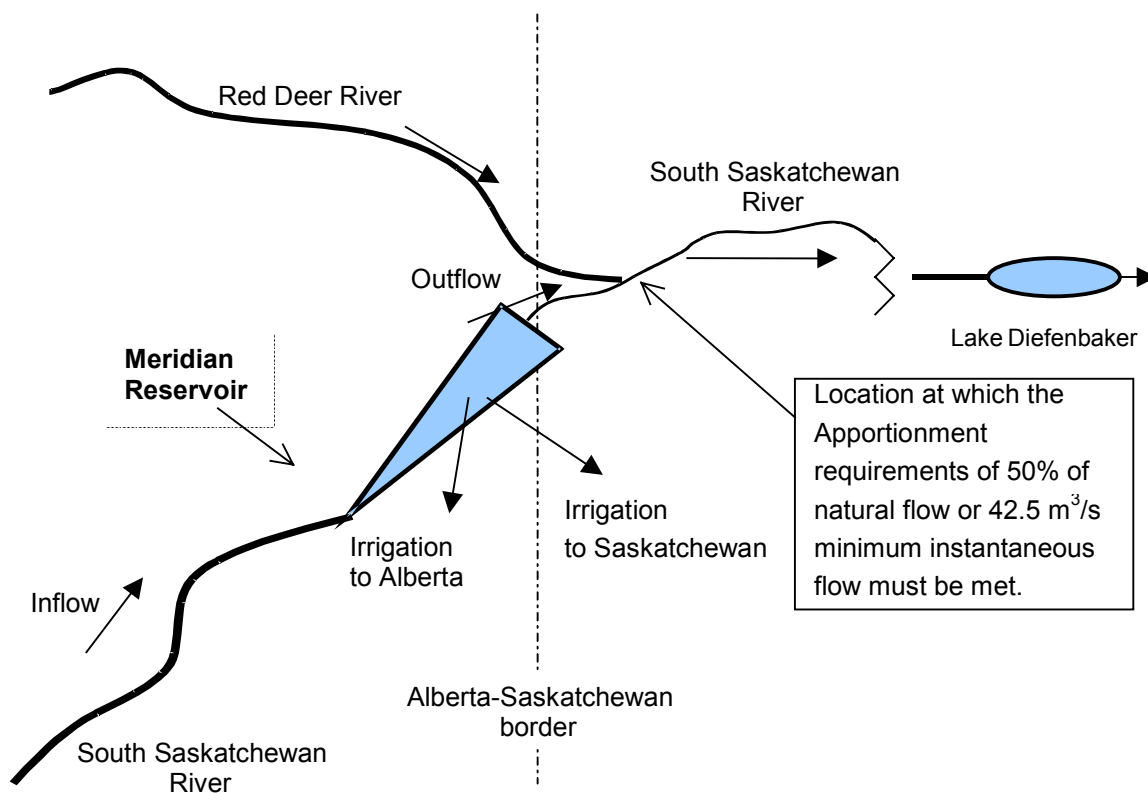 Red Deer River
South Saskatchewan
River
Outflow
Lake Diefenbaker
Meridian
Reservoir
Location at which the
Apportionment
requirements of 50% of
natural flow or 42.5 m³/s
minimum instantaneous
flow must be met.
Irrigation
to Saskatchewan
Irrigation
to Alberta
Inflow
Alberta-Saskatchewan
border
South Saskatchewan
River